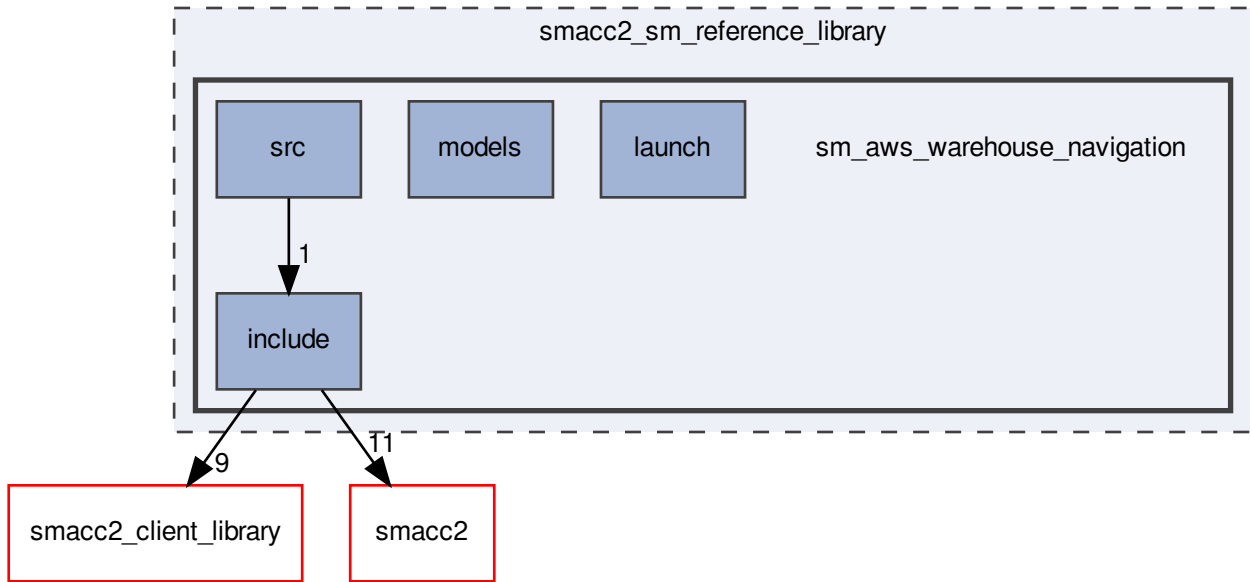 smacc2_sm_reference_library
src
models
launch
sm_aws_warehouse_navigation
1
include
9
11
smacc2_client_library
smacc2